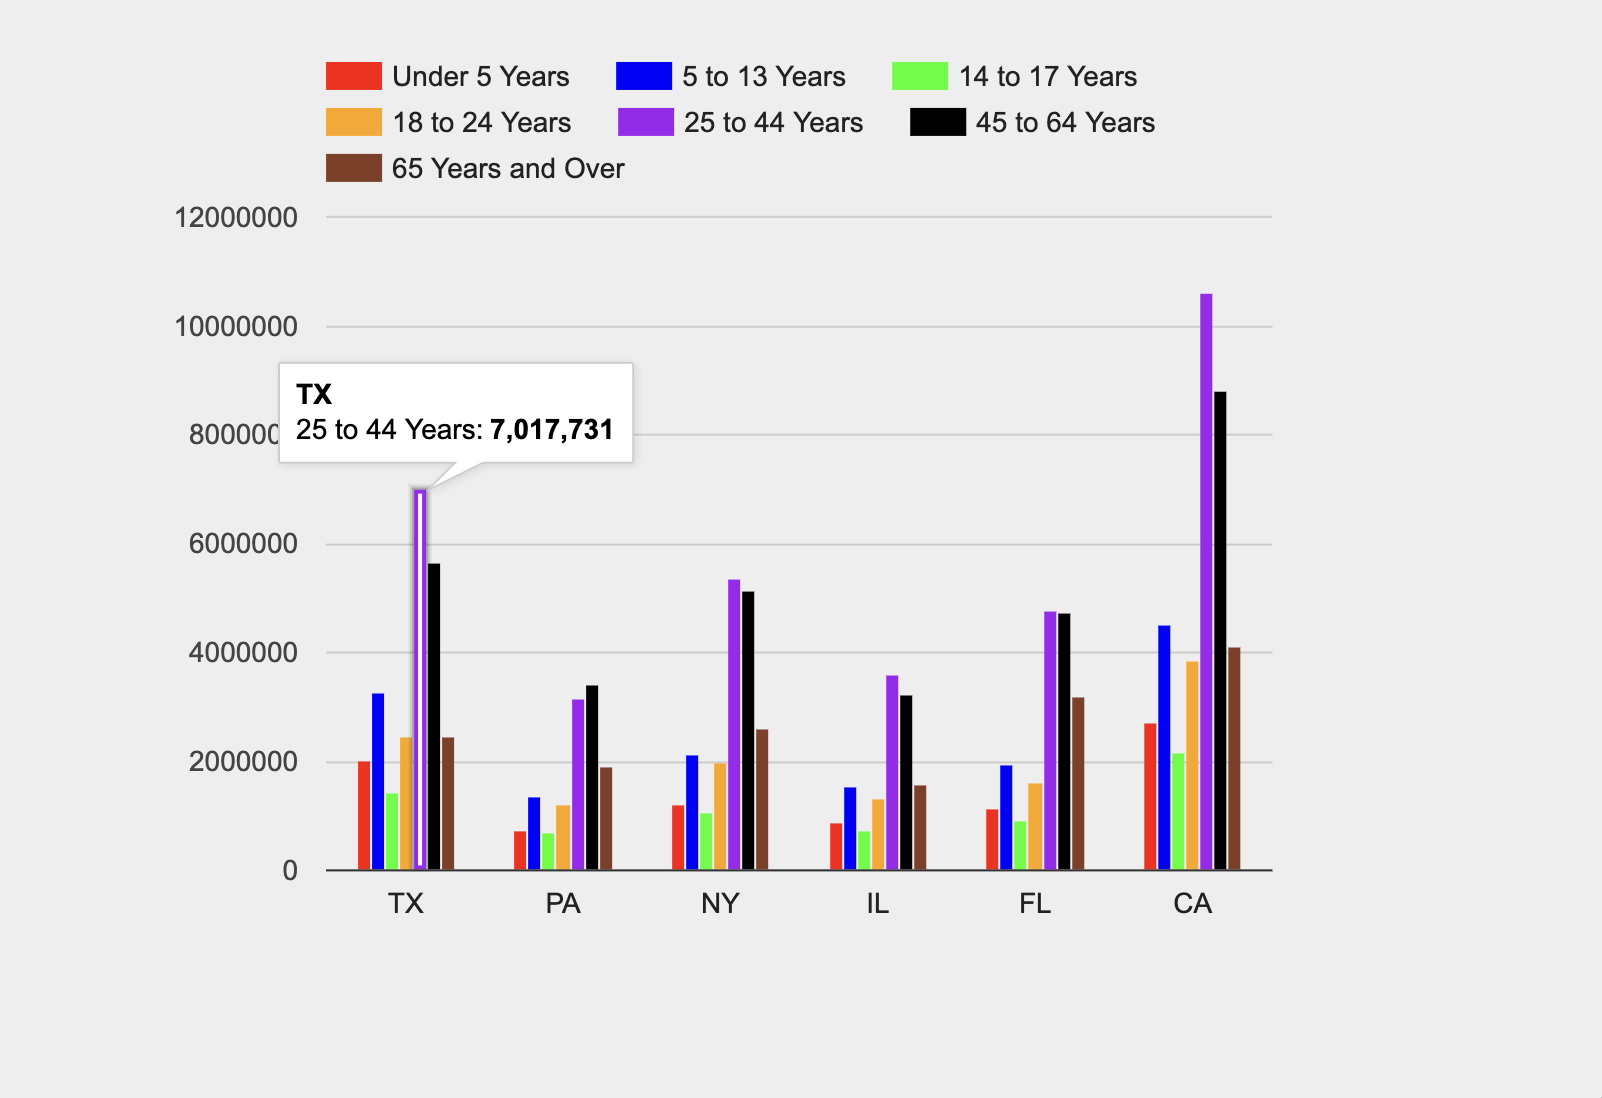 Under 5 Years 5 to 13 Years 14 to 17 Years
18 to 24 Years 25 to 44 Years 45 to 64 Years
65 Years and Over
12000000
10000000
TX
25 to 44 Years: 7,017,731
800000
6000000
4000000
2000000
0
TX PA NY IL FL CA